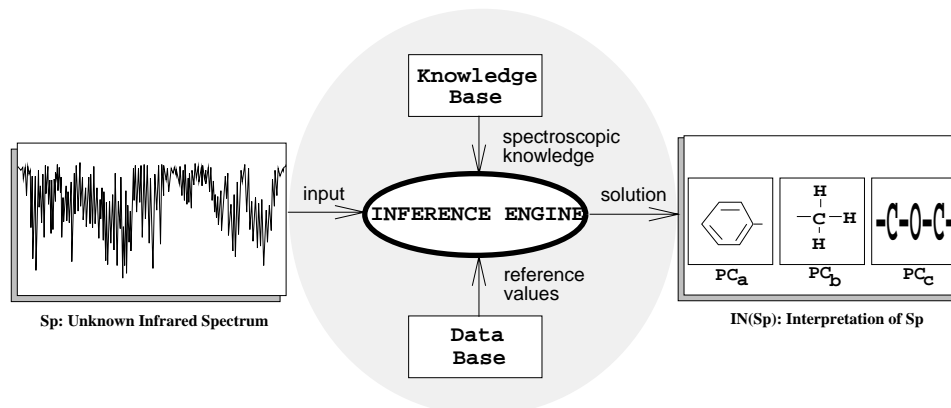 Knowledge
Base
spectroscopic
knowledge
input
INFERENCE ENGINE
solution
reference
values
Data
Base
Sp: Unknown Infrared Spectrum
H
C H
H
PCa
PCb
-C-O-C-
PCc
IN(Sp): Interpretation of Sp